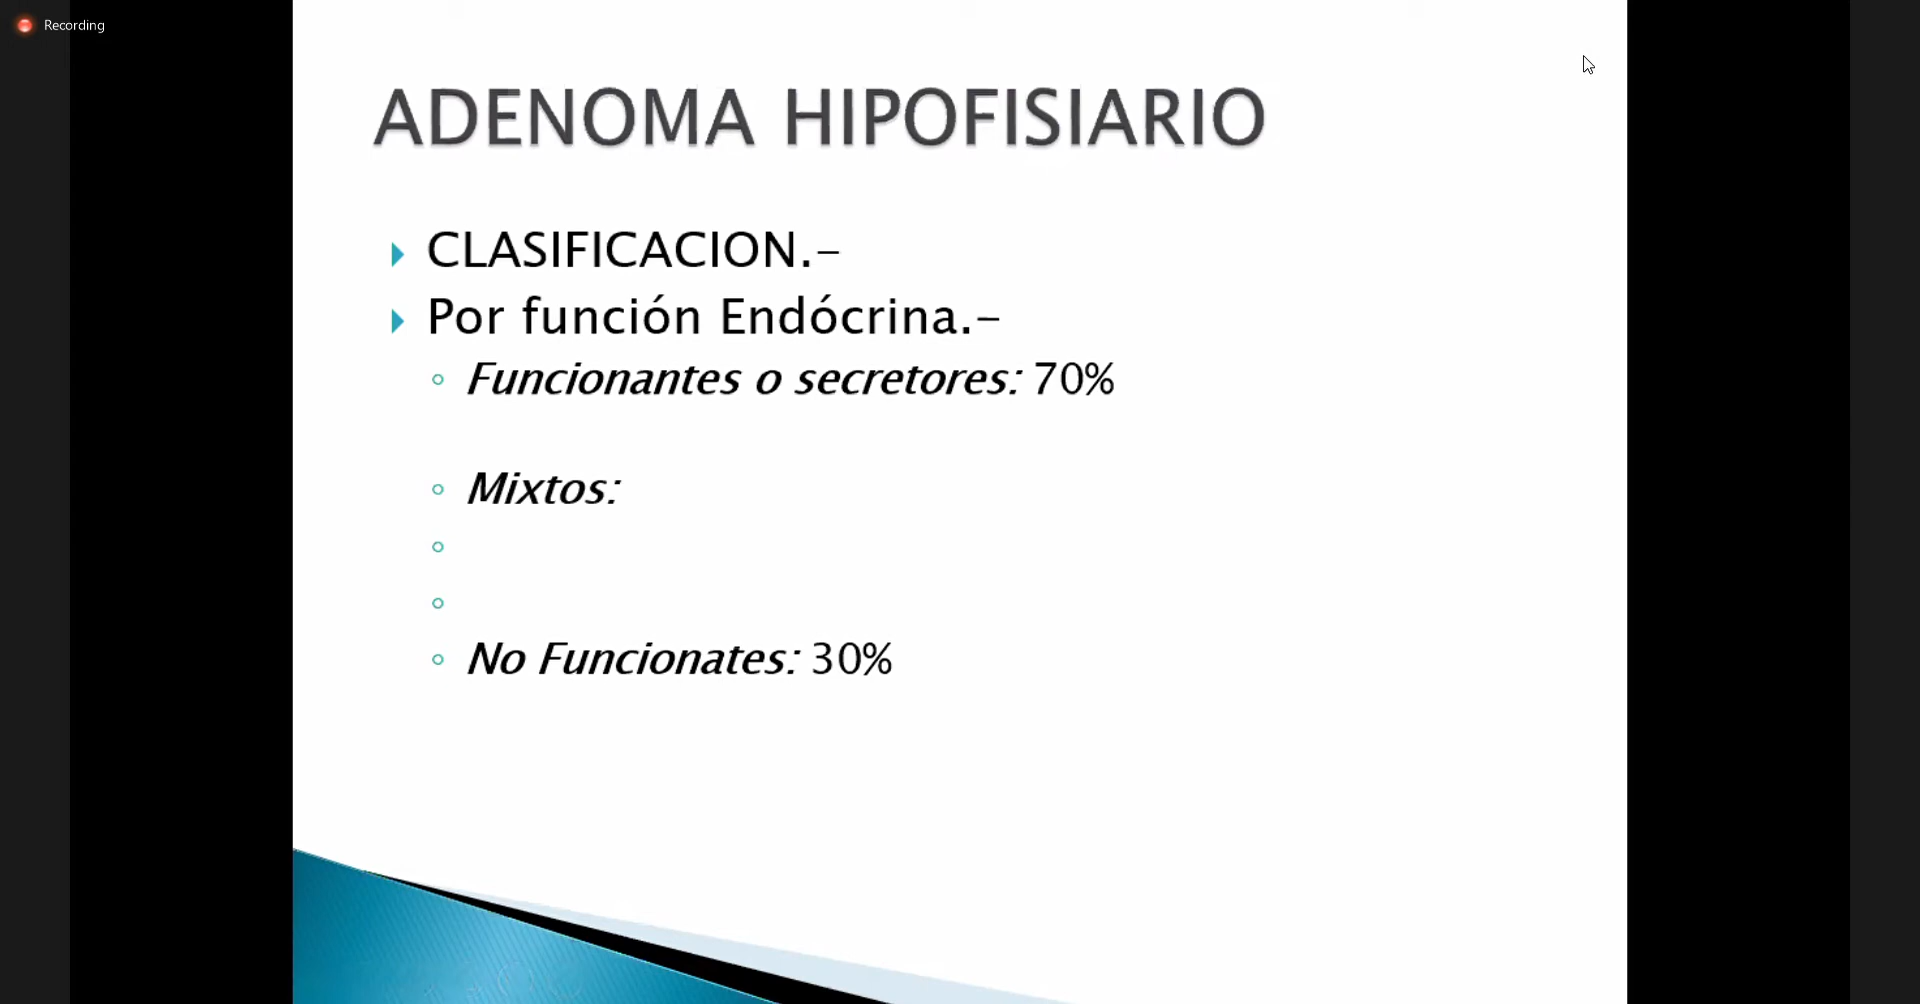 Recording
ADENOMA HIPOFISIARIO
CLASIFICACION.-
Por función Endócrina.-
Funcionantes o secretores: 70%
Mixtos:
No Funcionates: 30%